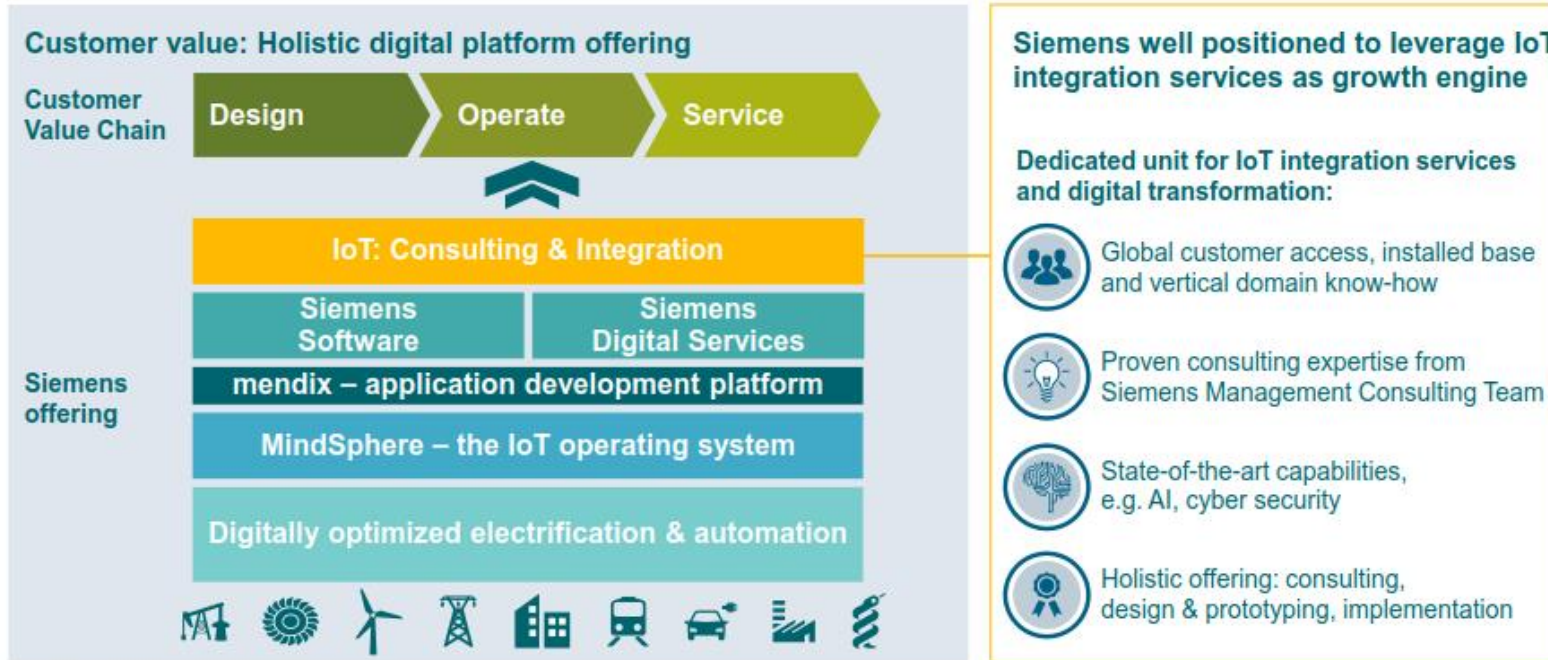 Customer value: Holistic digital platform offering
Customer
Value Chain
Design
Operate
Service
IoT: Consulting & Integration
Siemens
Software
Siemens
Digital Services
Siemens
offering
mendix – application development platform
MindSphere – the IoT operating system
Digitally optimized electrification & automation
Siemens well positioned to leverage IoT
integration services as growth engine
Dedicated unit for IoT integration services
and digital transformation:
Global customer access, installed base
and vertical domain know-how
Proven consulting expertise from
Siemens Management Consulting Team
State-of-the-art capabilities,
e.g. AI, cyber security
Holistic offering: consulting,
design & prototyping, implementation